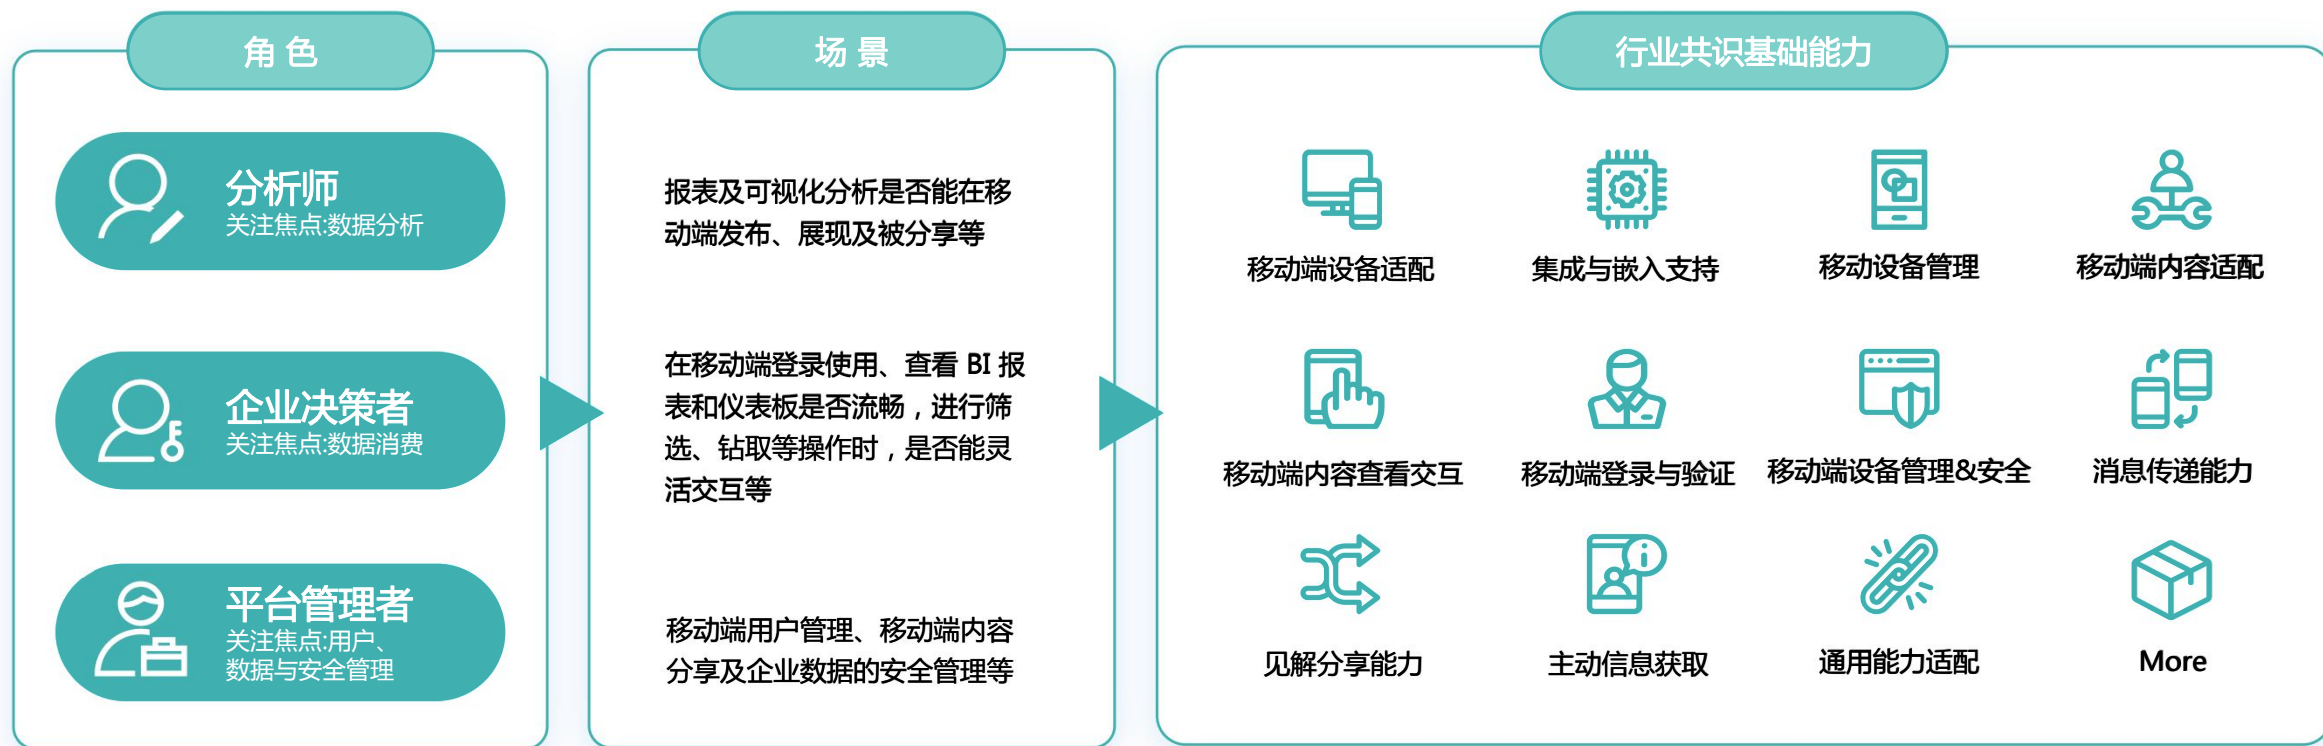 角 色
分析师
关注焦点:数据分析
企业决策者
关注焦点:数据消费
平台管理者
关注焦点:用户、
数据与安全管理
场 景
报表及可视化分析是否能在移
动端发布、展现及被分享等
在移动端登录使用、查看 BI 报
表和仪表板是否流畅，进行筛
选、钻取等操作时，是否能灵
活交互等
移动端用户管理、移动端内容
分享及企业数据的安全管理等
行业共识基础能力
移动端设备适配
集成与嵌入支持
移动设备管理
移动端内容适配
移动端内容查看交互
移动端登录与验证
移动端设备管理&安全
消息传递能力
见解分享能力
主动信息获取
通用能力适配
More